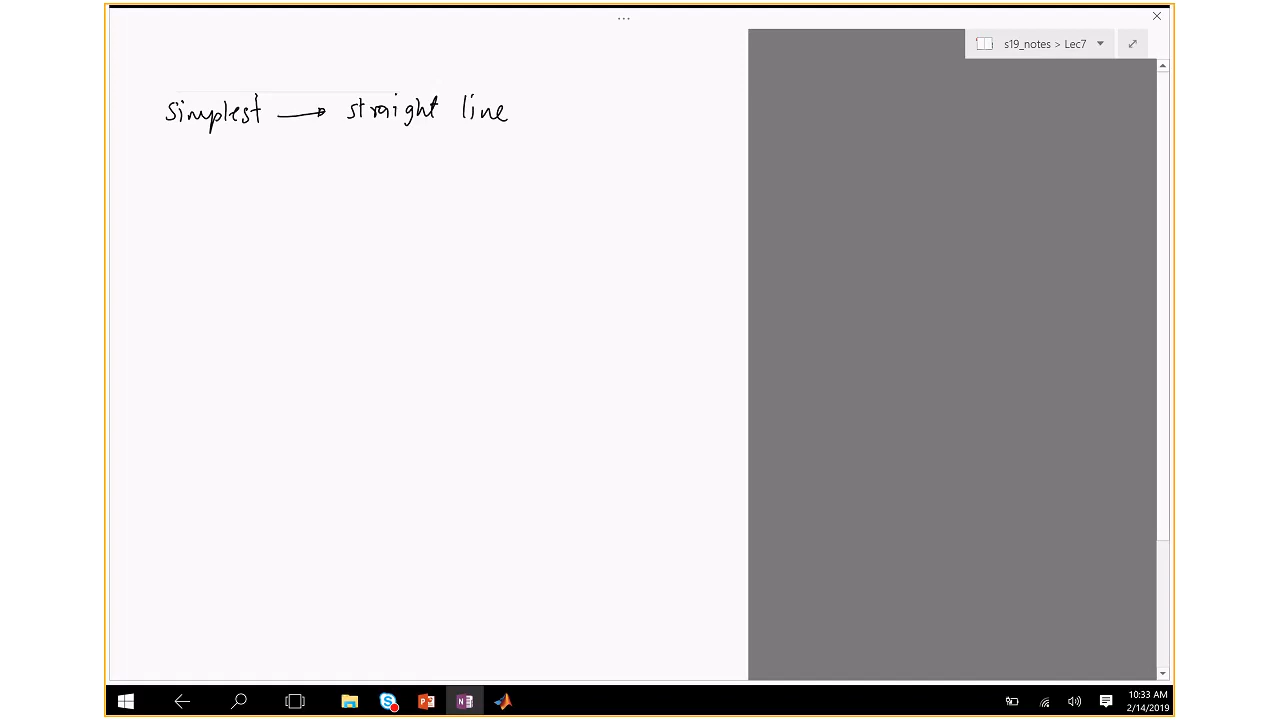 ...
s19_notes > Lec7
simplest → straight line
10:33 AM
2/14/2019